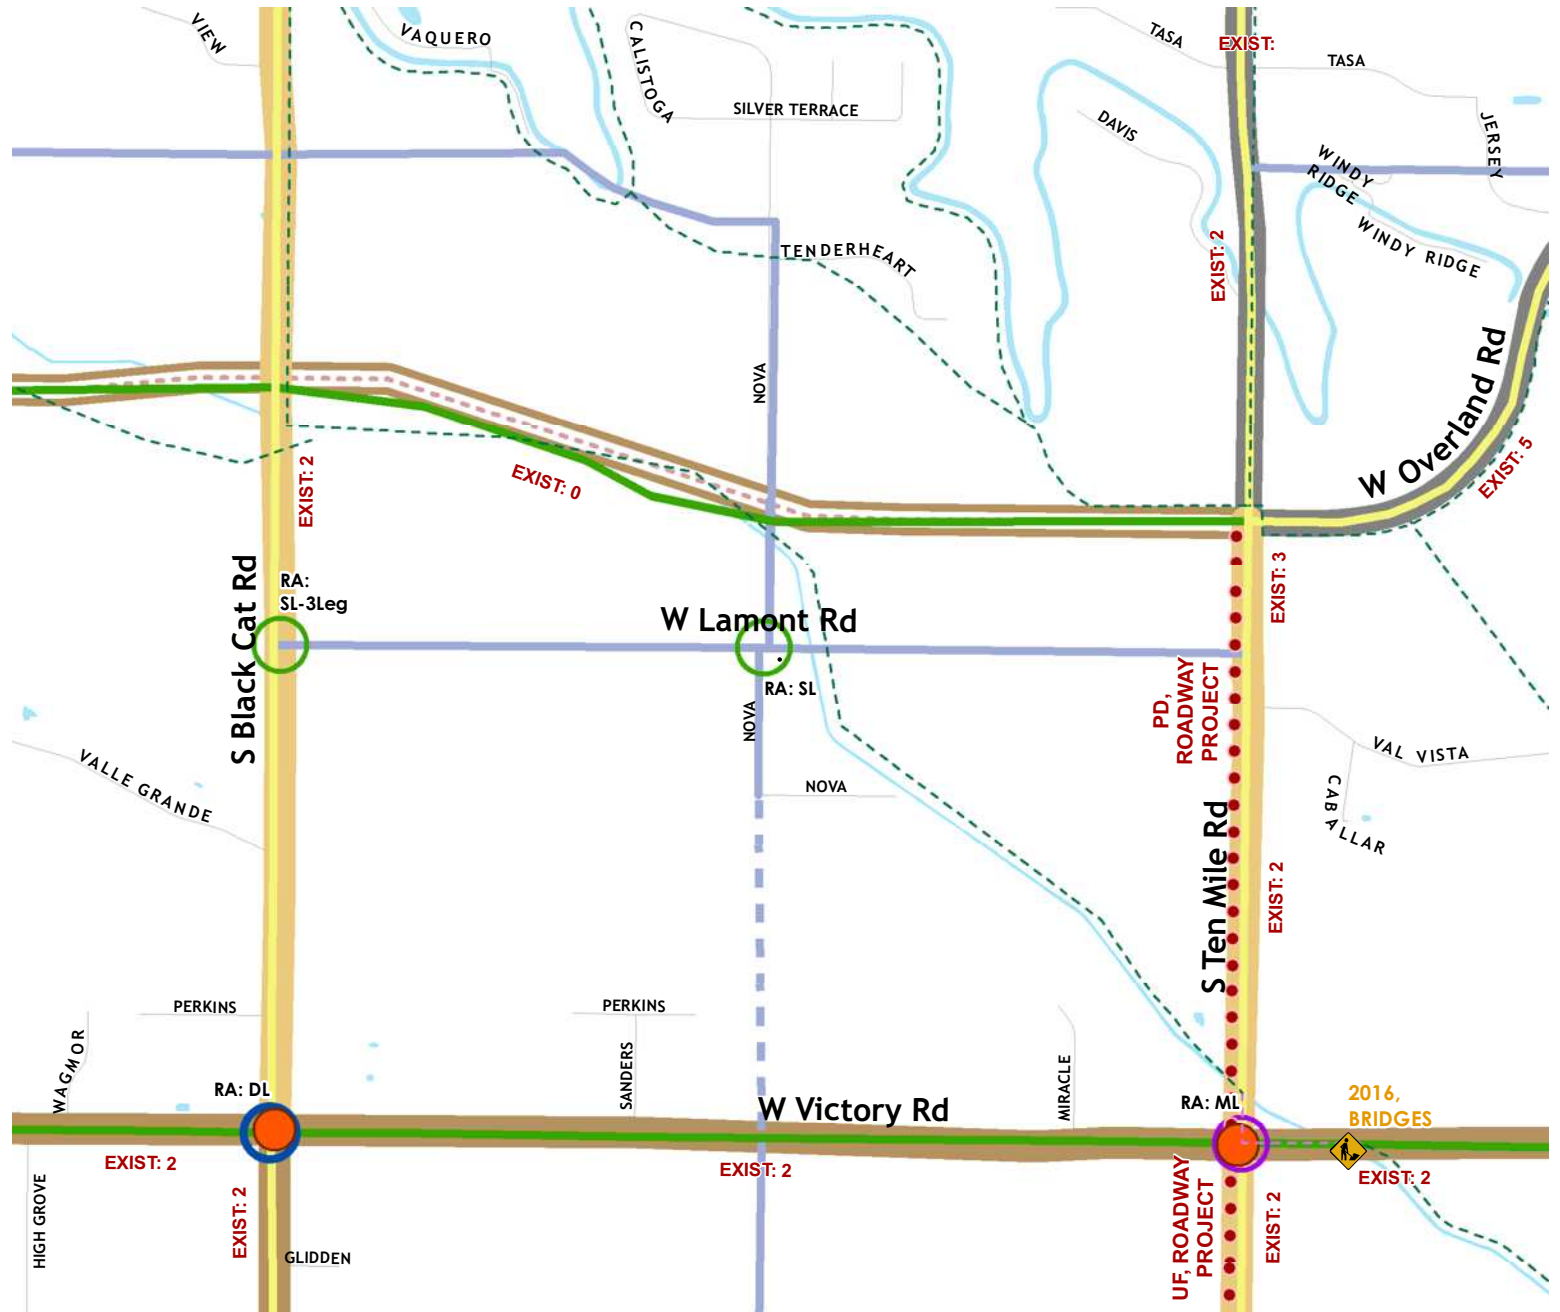 VIEW
VAQUERO
CALISTOGA
SILVER TERRACE
EXIST:
TASA
TASA
DAVIS
JERSEY
WINDY
RIDGE
WINDY RIDGE
TENDERHEART
EXIST: 2
NOVA
W Overland Rd
EXIST: 5
EXIST: 2
EXIST: 0
S Black Cat Rd
RA:
SL-3Leg
W Lamont Rd
RA: SL
EXIST: 3
NOVA
PD,
ROADWAY
PROJECT
VAL VISTA
VALLE GRANDE
NOVA
CABALLAR
S Ten Mile Rd
EXIST: 2
PERKINS
PERKINS
WAGMOR
SANDERS
MIRACLE
RA: DL
W Victory Rd
RA: ML
2016,
BRIDGES
EXIST: 2
EXIST: 2
EXIST: 2
EXIST: 2
HIGH GROVE
GLIDDEN
UF, ROADWAY
PROJECT
EXIST: 2